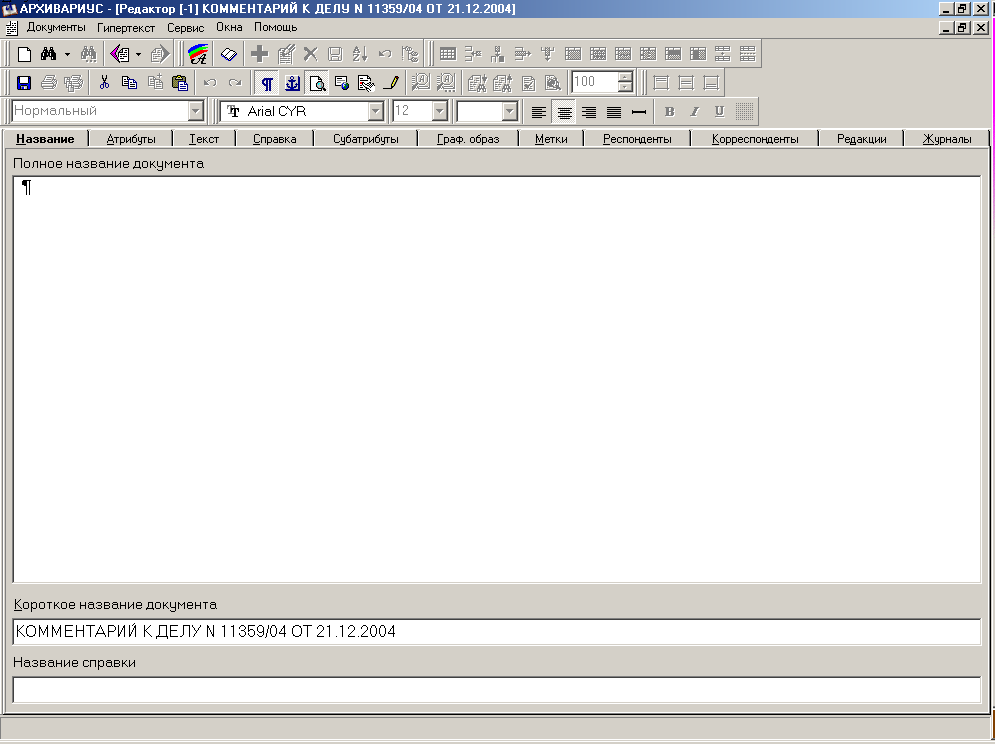 АРХИВАРИУС - [Редактор [-1] КОММЕНТАРИЙ К ДЕЛУ N 11359/04 ОТ 21.12.2004]
Документы Гипертекст Сервис Окна Помощь
100
Нормальный Arial CYR 12 B I U
Название Атрибуты Текст Справка Субатрибуты Граф. образ Метки Респонденты Корреспонденты Редакции Журналы
Полное название документа
¶
Короткое название документа
КОММЕНТАРИЙ К ДЕЛУ N 11359/04 ОТ 21.12.2004
Название справки